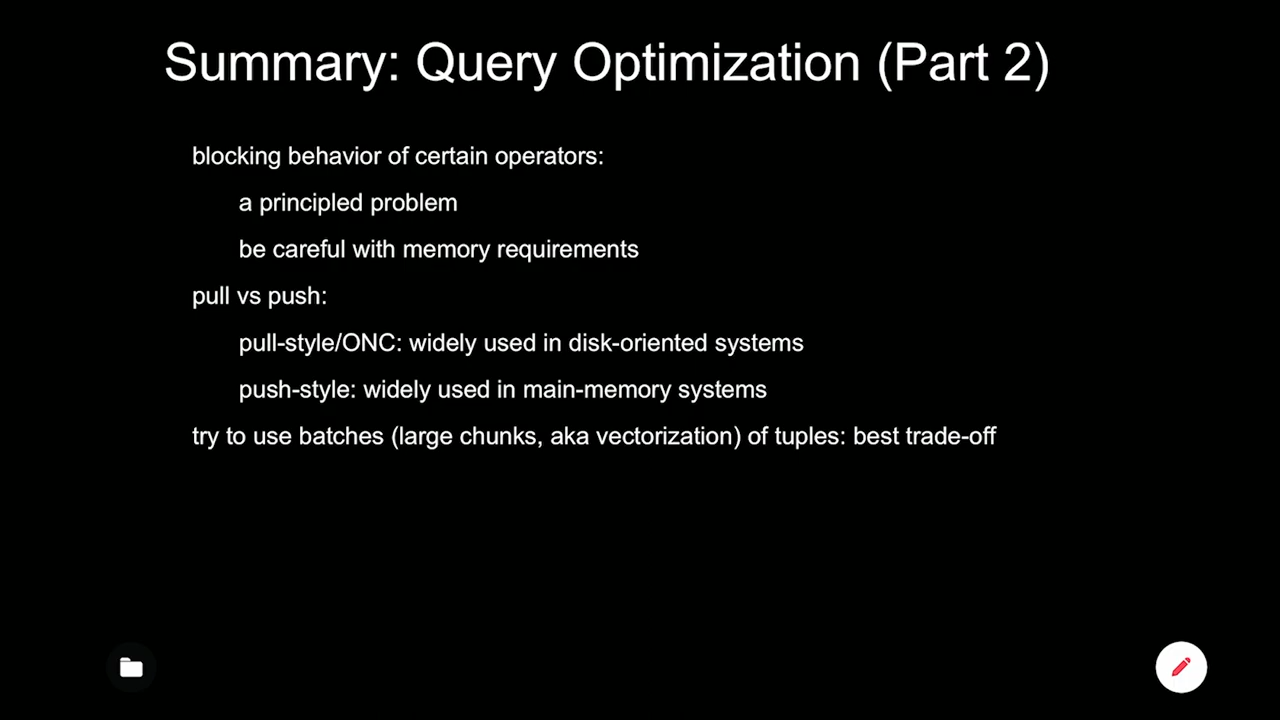 Summary: Query Optimization (Part 2)
blocking behavior of certain operators:
a principled problem
be careful with memory requirements
pull vs push:
pull-style/ONC: widely used in disk-oriented systems
push-style: widely used in main-memory systems
try to use batches (large chunks, aka vectorization) of tuples: best trade-off